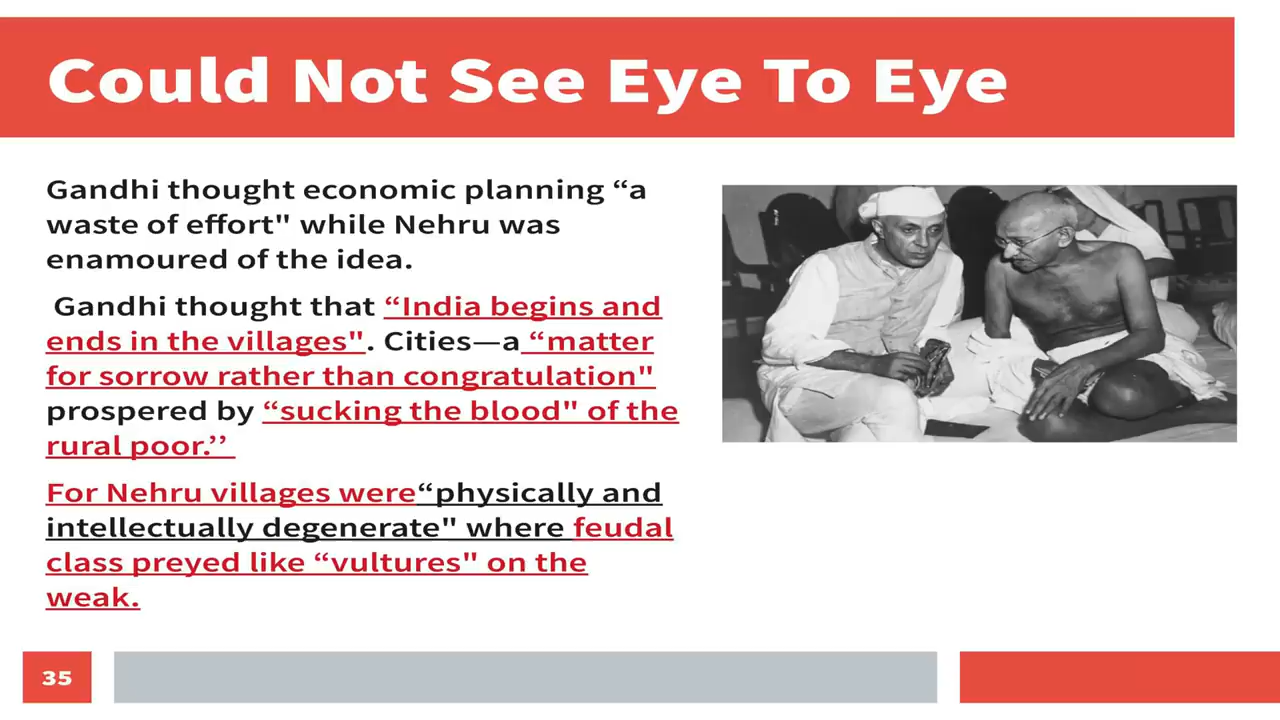 Could Not See Eye To Eye
Gandhi thought economic planning “a
waste of effort" while Nehru was
enamoured of the idea.
Gandhi thought that “India begins and
ends in the villages". Cities—a “matter
for sorrow rather than congratulation"
prospered by “sucking the blood" of the
rural poor.’’
For Nehru villages were“physically and
intellectually degenerate" where feudal
class preyed like “vultures" on the
weak.
35